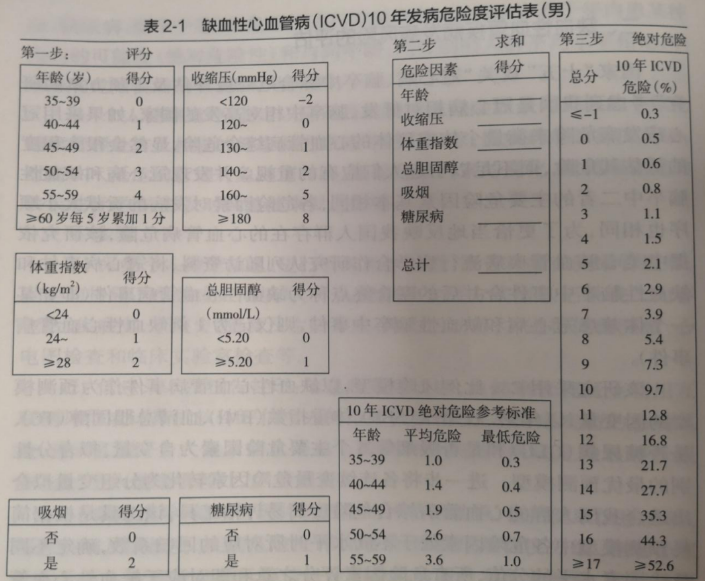 表 2-1 缺血性心血管病(ICVD)10 年发病危险度评估表(男)
第一步： 评分
年龄(岁) 得分
35~39 0
40~44 1
45~49 2
50~54 3
55~59 4
≥60 岁每 5 岁累加 1 分
收缩压(mmHg) 得分
<120 -2
120~ 0
130~ 1
140~ 2
160~ 5
≥180 8
体重指数 得分
(kg/m²)
<24 0
24~ 1
≥28 2
总胆固醇 得分
(mmol/L)
<5.20 0
≥5.20 1
吸烟 得分
否 0
是 2
糖尿病 得分
否 0
是 1
第二步 求和
危险因素 得分
年龄
收缩压
体重指数
总胆固醇
吸烟
糖尿病
总计
10 年 ICVD 绝对危险参考标准
年龄 平均危险 最低危险
35~39 1.0 0.3
40~44 1.4 0.4
45~49 1.9 0.5
50~54 2.6 0.7
55~59 3.6 1.0
第三步 绝对危险
总分 10 年 ICVD
危险(%)
≤-1 0.3
0 0.5
1 0.6
2 0.8
3 1.1
4 1.5
5 2.1
6 2.9
7 3.9
8 5.4
9 7.3
10 9.7
11 12.8
12 16.8
13 21.7
14 27.7
15 35.3
16 44.3
≥17 ≥52.6